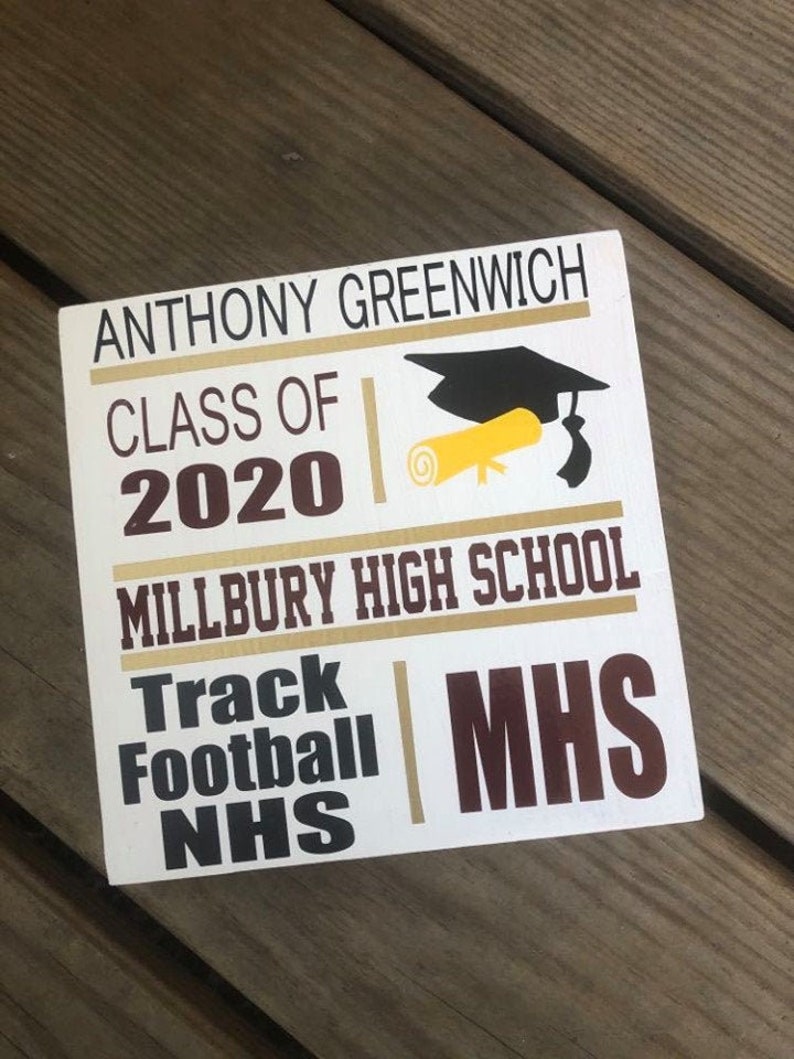 ANTHONY GREENWICH
CLASS OF
2020
MILLBURY HIGH SCHOOL
Track
Football
NHS
MHS